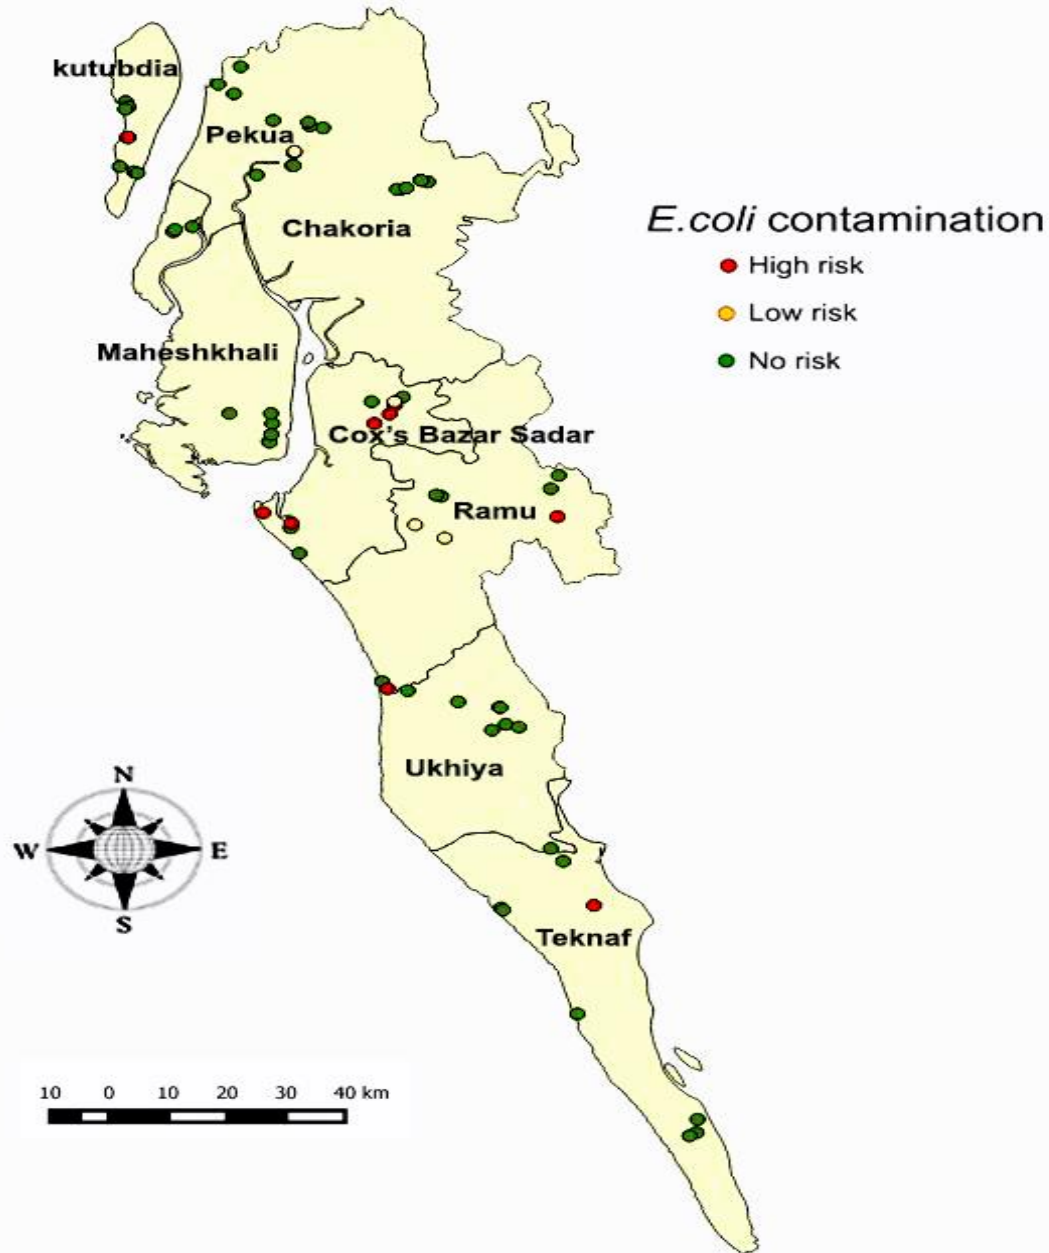 kutubdia
Pekua
Chakoria
E.coli contamination
High risk
Low risk
No risk
Maheshkhali
Cox's Bazar Sadar
Ramu
Ukhiya
N
W E
S
Teknaf
10 0 10 20 30 40 km